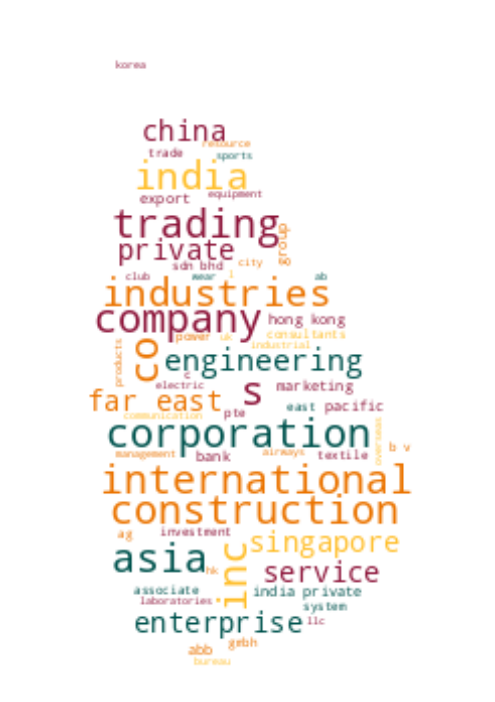 korea
china
resource
trade
sports
india
equipment
export
trading
private
group
city
sdn bhd
club
wear
l
ab
industries
company
hong kong
co
power
uk
consultants
industrial
products
engineering
c
electric
s
marketing
far east
east
pacific
pte
communication
corporation
overseas
b v
management
bank
airways
textile
international
construction
ag
investment
singapore
asia
inc
hk
service
associate
india private
laboratories
system
enterprise
llc
gmbh
abb
bureau